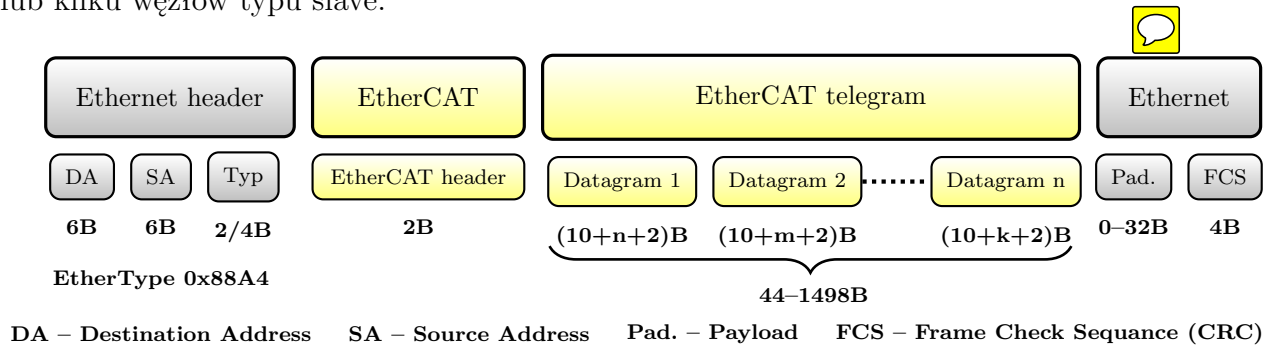 lub kilku węzłów typu slave.
Ethernet header EtherCAT EtherCAT telegram Ethernet
DA SA Typ EtherCAT header Datagram 1 Datagram 2 Datagram n Pad. FCS
6B 6B 2/4B 2B (10+n+2)B (10+m+2)B (10+k+2)B 0–32B 4B
EtherType 0x88A4
44–1498B
DA – Destination Address SA – Source Address Pad. – Payload FCS – Frame Check Sequance (CRC)